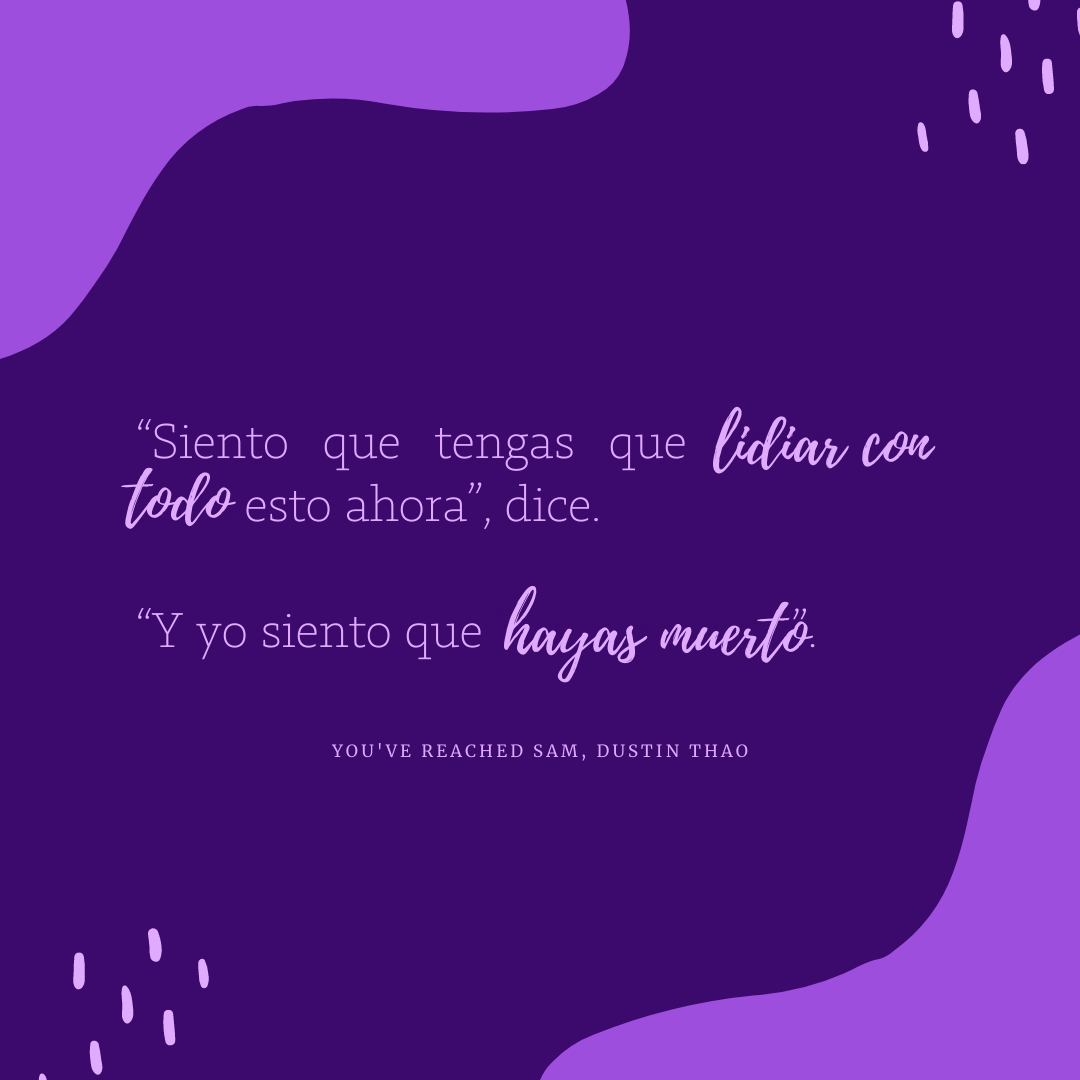 “Siento que tengas que lidiar con
todo esto ahora”, dice.
“Y yo siento que hayas muerto”.
YOU'VE REACHED SAM, DUSTIN THAO